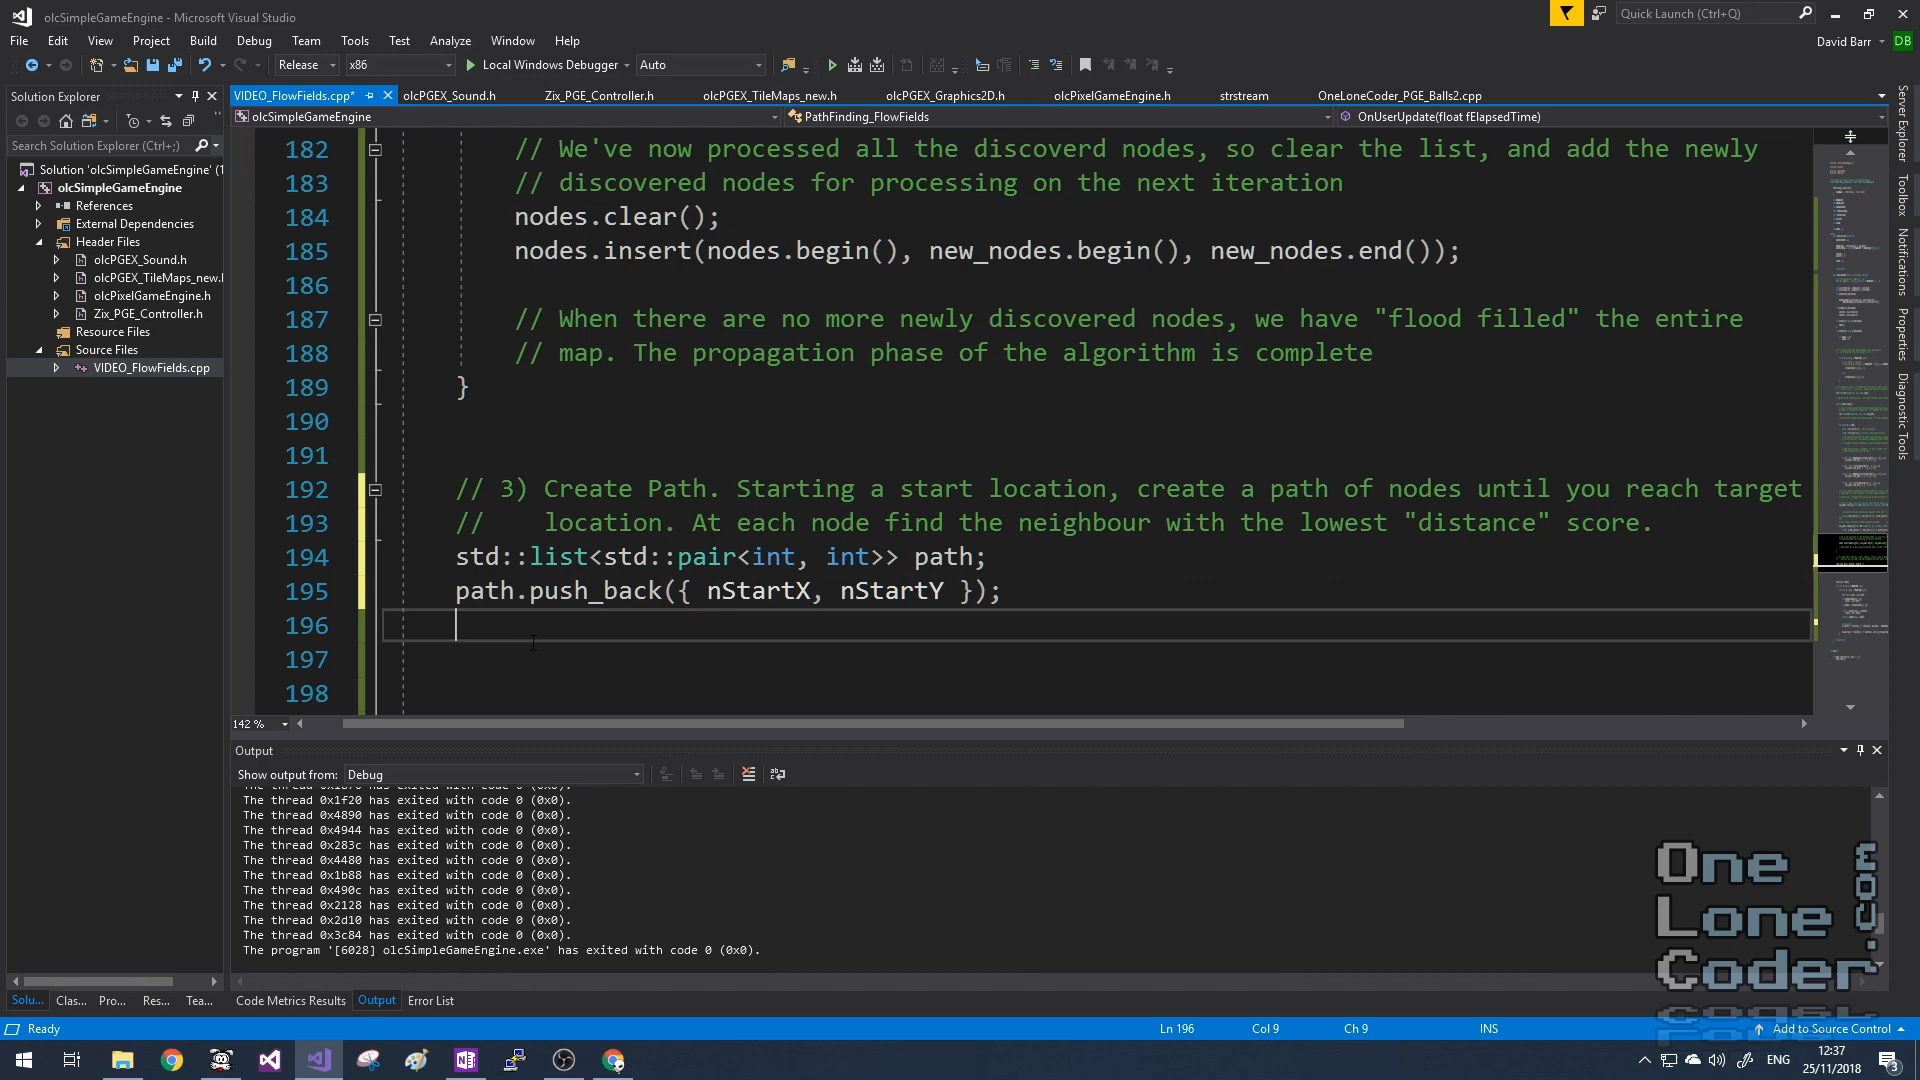 olcSimpleGameEngine - Microsoft Visual Studio
Quick Launch (Ctrl+Q)
File Edit View Project Build Debug Team Tools Test Analyze Window Help
David Barr DB
Release x86 Local Windows Debugger Auto
Solution Explorer
VIDEO_FlowFields.cpp* olcPGEX_Sound.h Zix_PGE_Controller.h olcPGEX_TileMaps_new.h olcPGEX_Graphics2D.h olcPixelGameEngine.h strstream OneLoneCoder_PGE_Balls2.cpp
olcSimpleGameEngine PathFinding_FlowFields OnUserUpdate(float fElapsedTime)
Search Solution Explorer (Ctrl+;)
Solution 'olcSimpleGameEngine' (1
olcSimpleGameEngine
References
External Dependencies
Header Files
olcPGEX_Sound.h
olcPGEX_TileMaps_new.h
olcPixelGameEngine.h
Zix_PGE_Controller.h
Resource Files
Source Files
VIDEO_FlowFields.cpp
182 // We've now processed all the discoverd nodes, so clear the list, and add the newly
183 // discovered nodes for processing on the next iteration
184 nodes.clear();
185 nodes.insert(nodes.begin(), new_nodes.begin(), new_nodes.end());
186
187 // When there are no more newly discovered nodes, we have "flood filled" the entire
188 // map. The propagation phase of the algorithm is complete
189 }
190
191
192 // 3) Create Path. Starting a start location, create a path of nodes until you reach target
193 // location. At each node find the neighbour with the lowest "distance" score.
194 std::list<std::pair<int, int>> path;
195 path.push_back({ nStartX, nStartY });
196
197
198
142 %
Server Explorer
Toolbox
Notifications
Properties
Diagnostic Tools
Output
Show output from: Debug
The thread 0x1f20 has exited with code 0 (0x0).
The thread 0x4890 has exited with code 0 (0x0).
The thread 0x4944 has exited with code 0 (0x0).
The thread 0x283c has exited with code 0 (0x0).
The thread 0x4480 has exited with code 0 (0x0).
The thread 0x1b88 has exited with code 0 (0x0).
The thread 0x490c has exited with code 0 (0x0).
The thread 0x2128 has exited with code 0 (0x0).
The thread 0x2d10 has exited with code 0 (0x0).
The thread 0x3c84 has exited with code 0 (0x0).
The program '[6028] olcSimpleGameEngine.exe' has exited with code 0 (0x0).
One
Lone
Coder
.com
Solu... Clas... Pro... Res... Tea... Code Metrics Results Output Error List
Ready Ln 196 Col 9 Ch 9 INS Add to Source Control
ENG 12:37
25/11/2018
3